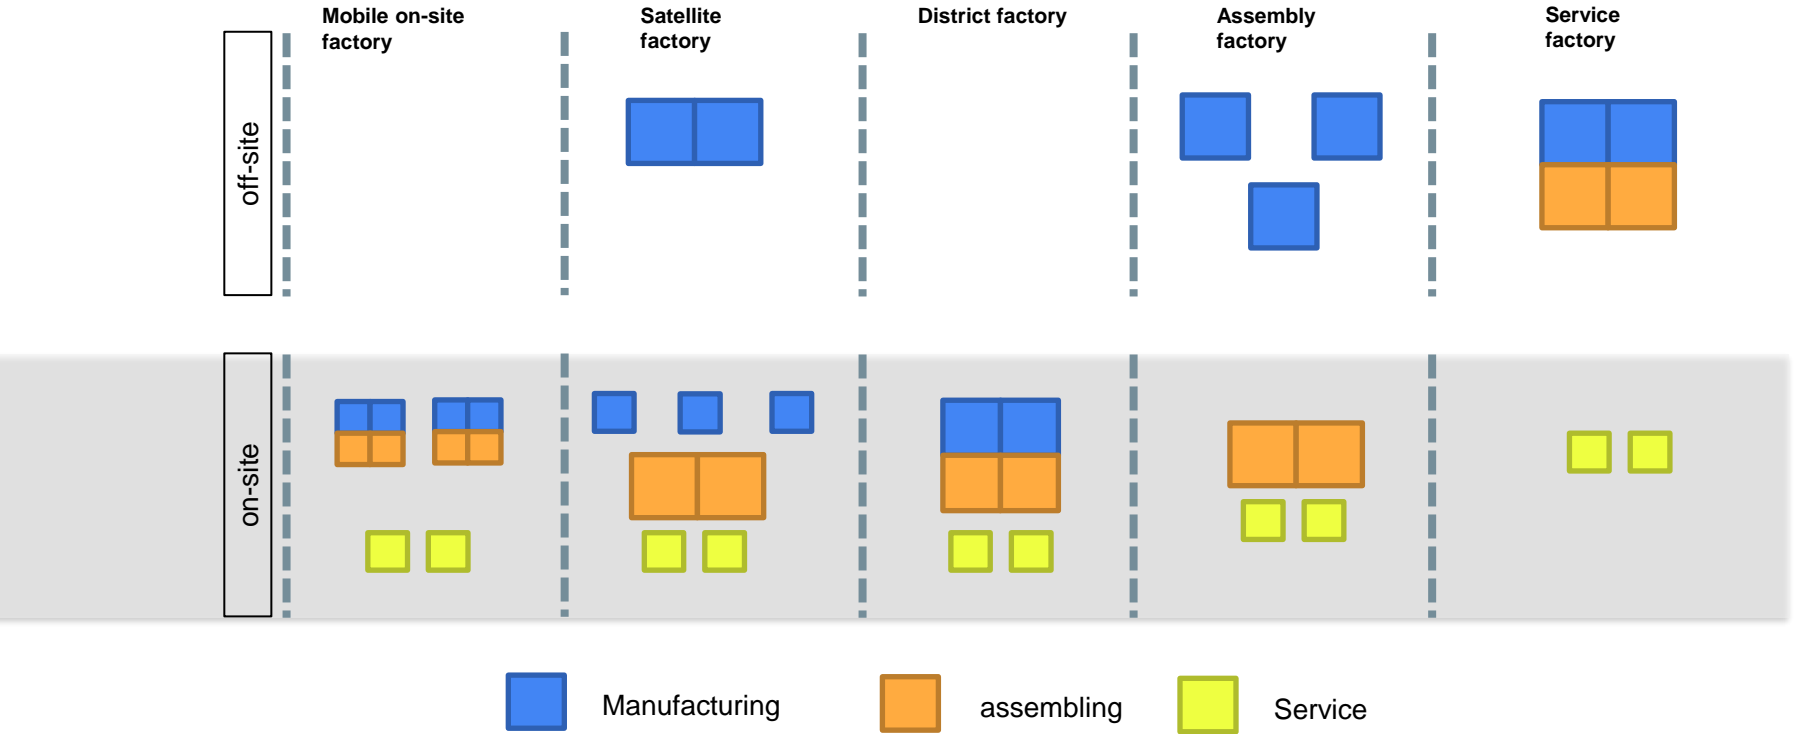 Mobile on-site
factory
Satellite
factory
District factory
Assembly
factory
Service
factory
off-site
on-site
Manufacturing
assembling
Service